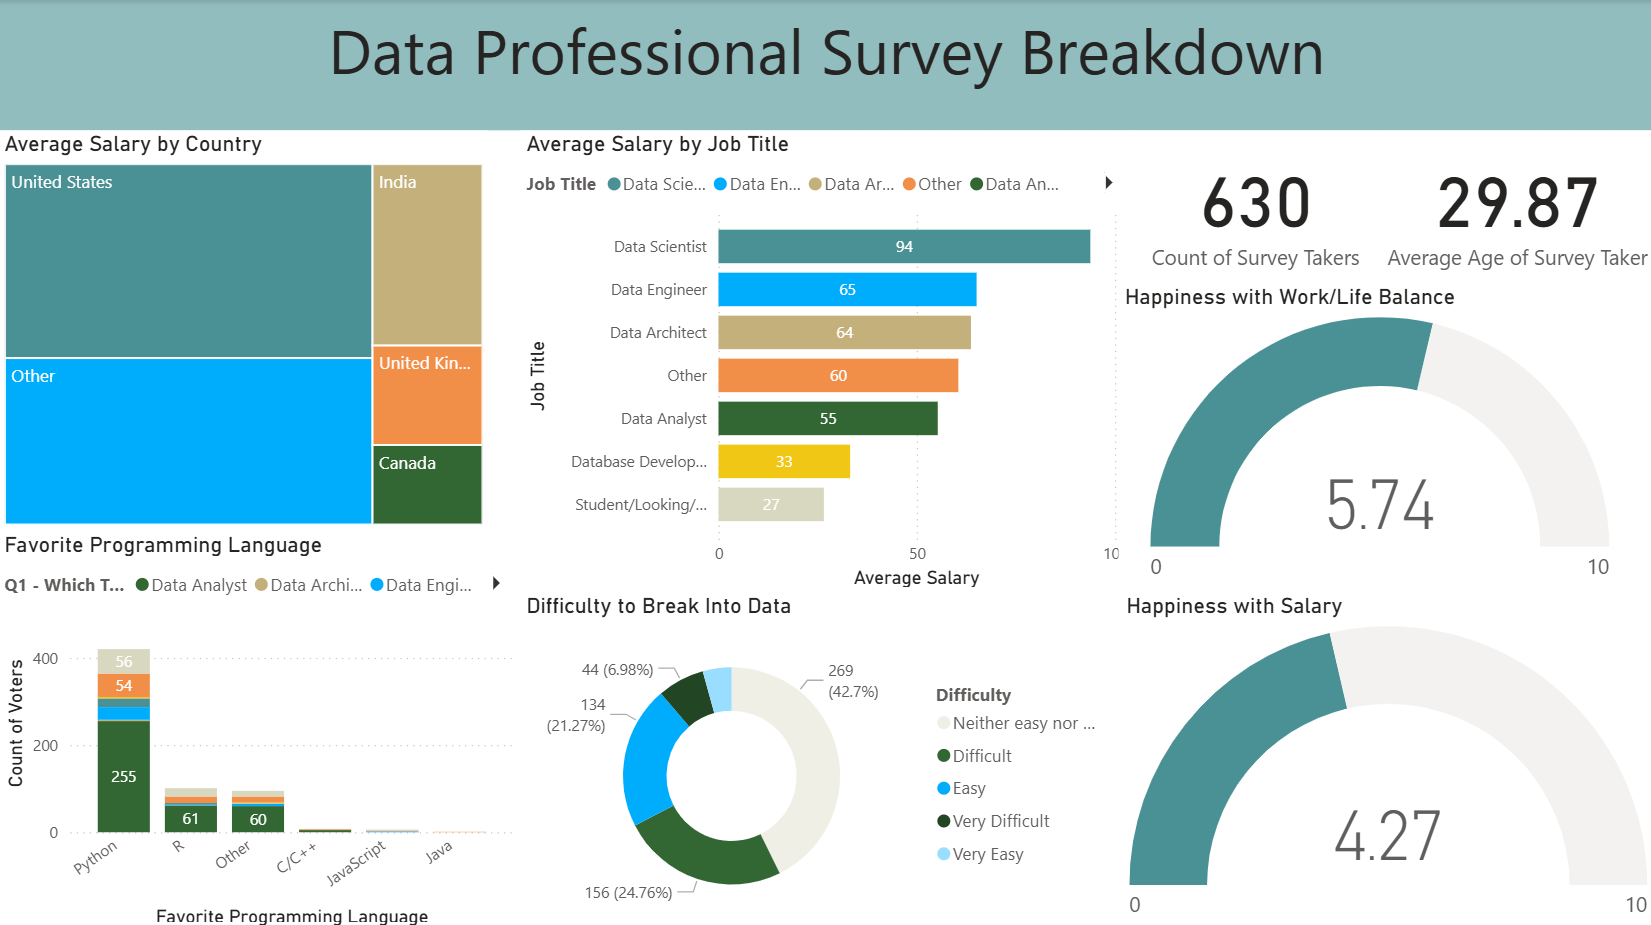 Data Professional Survey Breakdown
Average Salary by Country
United States
India
Other
United Kin...
Canada
Average Salary by Job Title
Job Title Data Scie... Data En... Data Ar... Other Data An...
Job Title
Data Scientist 94
Data Engineer 65
Data Architect 64
Other 60
Data Analyst 55
Database Develop... 33
Student/Looking/... 27
0 50 10
Average Salary
630
Count of Survey Takers
29.87
Average Age of Survey Taker
Happiness with Work/Life Balance
5.74
0 10
Favorite Programming Language
Q1 - Which T... Data Analyst Data Archi... Data Engi...
Count of Voters
400
200
0
56
54
255
61
60
Python R Other C/C++ JavaScript Java
Favorite Programming Language
Difficulty to Break Into Data
44 (6.98%)
269
(42.7%)
134
(21.27%)
156 (24.76%)
Difficulty
Neither easy nor ...
Difficult
Easy
Very Difficult
Very Easy
Happiness with Salary
4.27
0 10